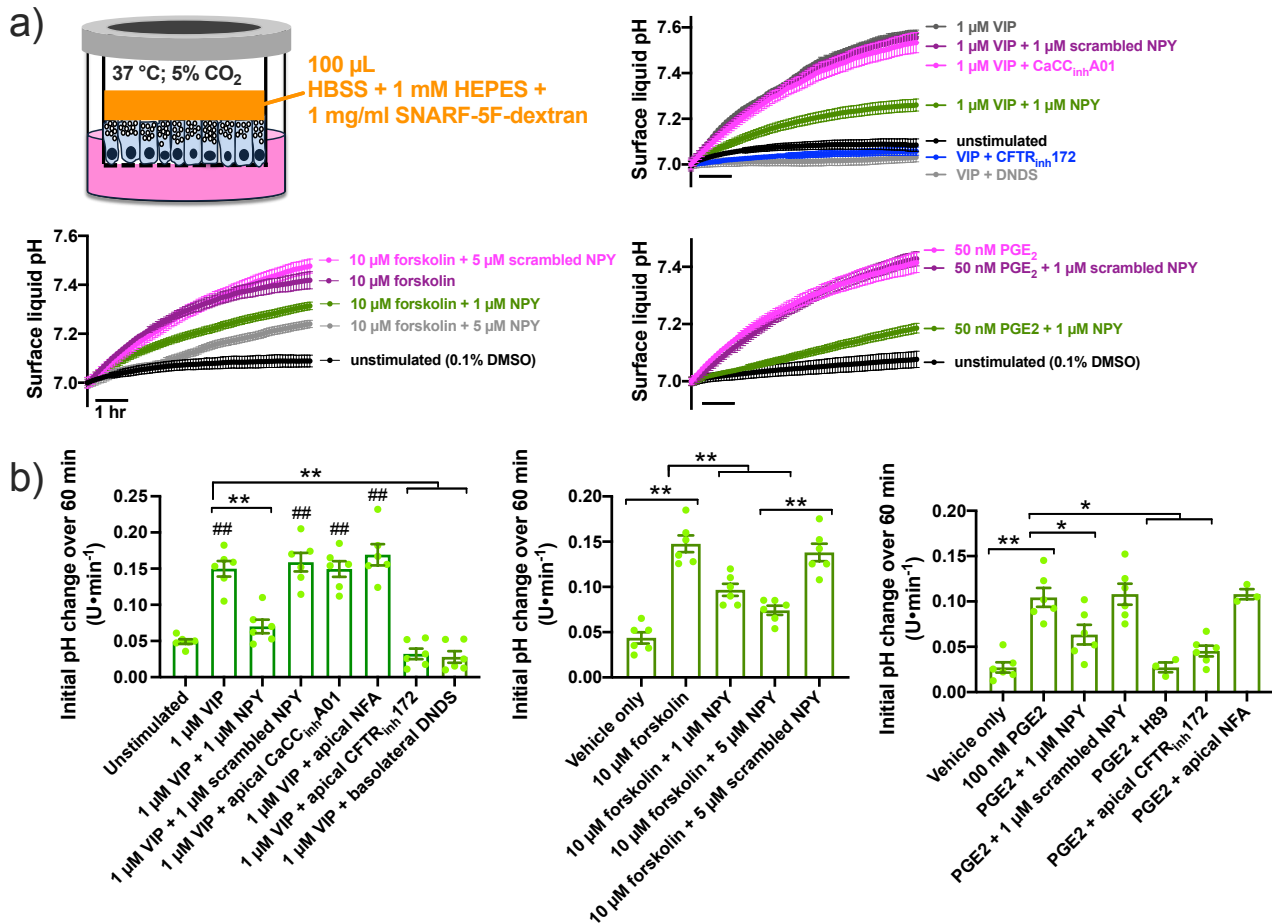 a)
37 °C; 5% CO2
100 µL
HBSS + 1 mM HEPES +
1 mg/ml SNARF-5F-dextran
Surface liquid pH
7.6
7.4
7.2
7.0
1 µM VIP
1 µM VIP + 1 µM scrambled NPY
1 µM VIP + CaCCinhA01
1 µM VIP + 1 µM NPY
unstimulated
VIP + CFTRinh172
VIP + DNDS
Surface liquid pH
7.6
7.4
7.2
7.0
1 hr
10 µM forskolin + 5 µM scrambled NPY
10 µM forskolin
10 µM forskolin + 1 µM NPY
10 µM forskolin + 5 µM NPY
unstimulated (0.1% DMSO)
Surface liquid pH
7.4
7.2
7.0
50 nM PGE2
50 nM PGE2 + 1 µM scrambled NPY
50 nM PGE2 + 1 µM NPY
unstimulated (0.1% DMSO)
b)
Initial pH change over 60 min
(U•min-1)
0.25
0.20
0.15
0.10
0.05
0.00
**
**
##
##
##
##
Unstimulated
1 µM VIP
1 µM VIP + 1 µM NPY
1 µM VIP + 1 µM scrambled NPY
1 µM VIP + apical CaCCinhA01
1 µM VIP + apical NFA
1 µM VIP + apical CFTRinh172
1 µM VIP + basolateral DNDS
Initial pH change over 60 min
(U•min-1)
0.20
0.15
0.10
0.05
0.00
**
**
**
Vehicle only
10 µM forskolin
10 µM forskolin + 1 µM NPY
10 µM forskolin + 5 µM NPY
10 µM forskolin + 5 µM scrambled NPY
Initial pH change over 60 min
(U•min-1)
0.20
0.15
0.10
0.05
0.00
*
**
*
Vehicle only
100 nM PGE2
PGE2 + 1 µM NPY
PGE2 + 1 µM scrambled NPY
PGE2 + H89
PGE2 + apical CFTRinh172
PGE2 + apical NFA